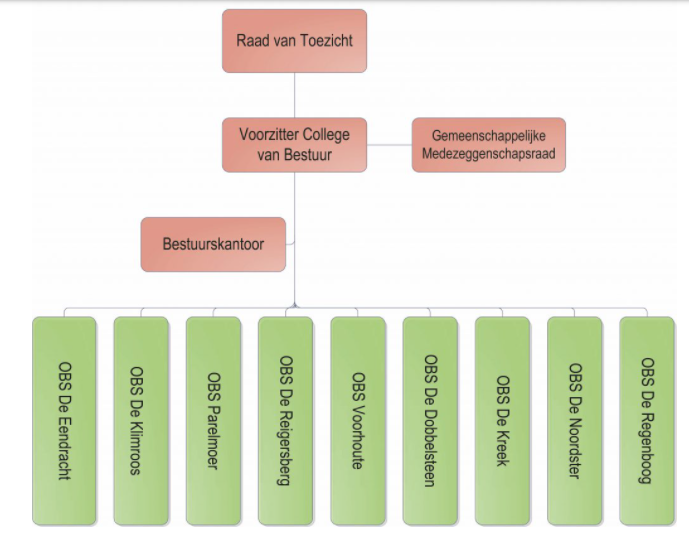 Raad van Toezicht
Voorzitter College
van Bestuur
Gemeenschappelijke
Medezeggenschapsraad
Bestuurskantoor
OBS De Eendracht
OBS De Klimroos
OBS Parelmoer
OBS De Reigersberg
OBS Voorhoute
OBS De Dobbelsteen
OBS De Kreek
OBS De Noordster
OBS De Regenboog